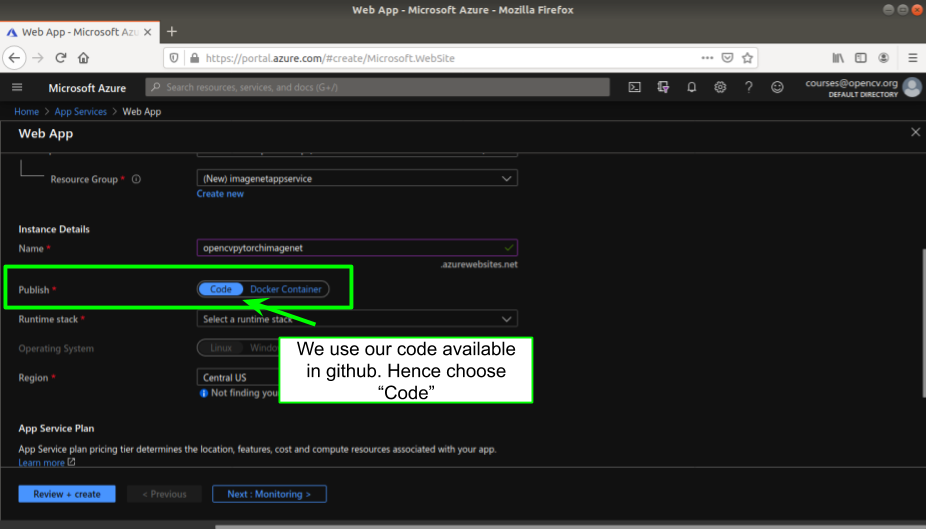 Web App - Microsoft Azure - Mozilla Firefox
Web App - Microsoft Azu
https://portal.azure.com/#create/Microsoft.WebSite
Microsoft Azure
Search resources, services, and docs (G+/)
courses@opencv.org
DEFAULT DIRECTORY
Home > App Services > Web App
Web App
Resource Group *
(New) imagenetappservice
Create new
Instance Details
Name *
opencvpytorchimagenet
.azurewebsites.net
Publish *
Code
Docker Container
Runtime stack *
Select a runtime stack
Operating System
Linux
Windo
Region *
Central US
Not finding you
We use our code available
in github. Hence choose
“Code”
App Service Plan
App Service plan pricing tier determines the location, features, cost and compute resources associated with your app.
Learn more
Review + create
< Previous
Next : Monitoring >